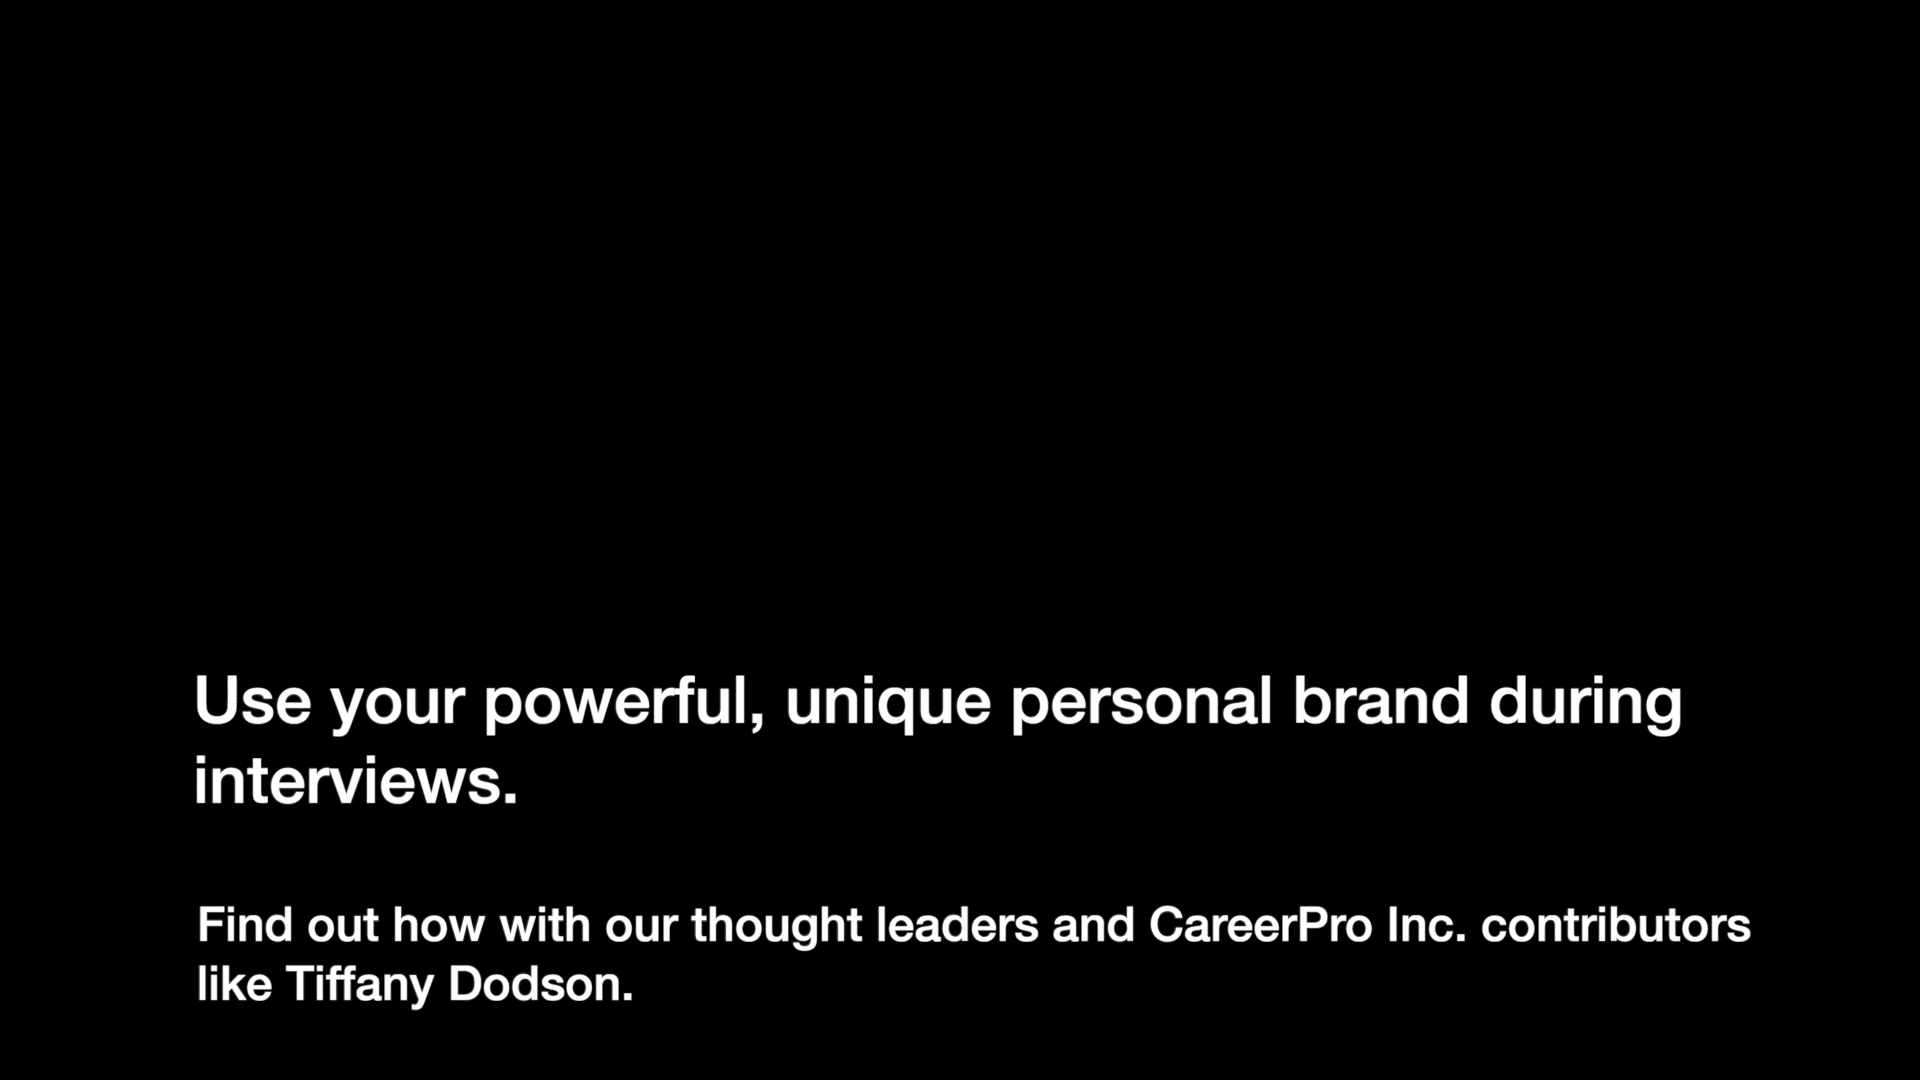 Use your powerful, unique personal brand during
interviews.
Find out how with our thought leaders and CareerPro Inc. contributors
like Tiffany Dodson.